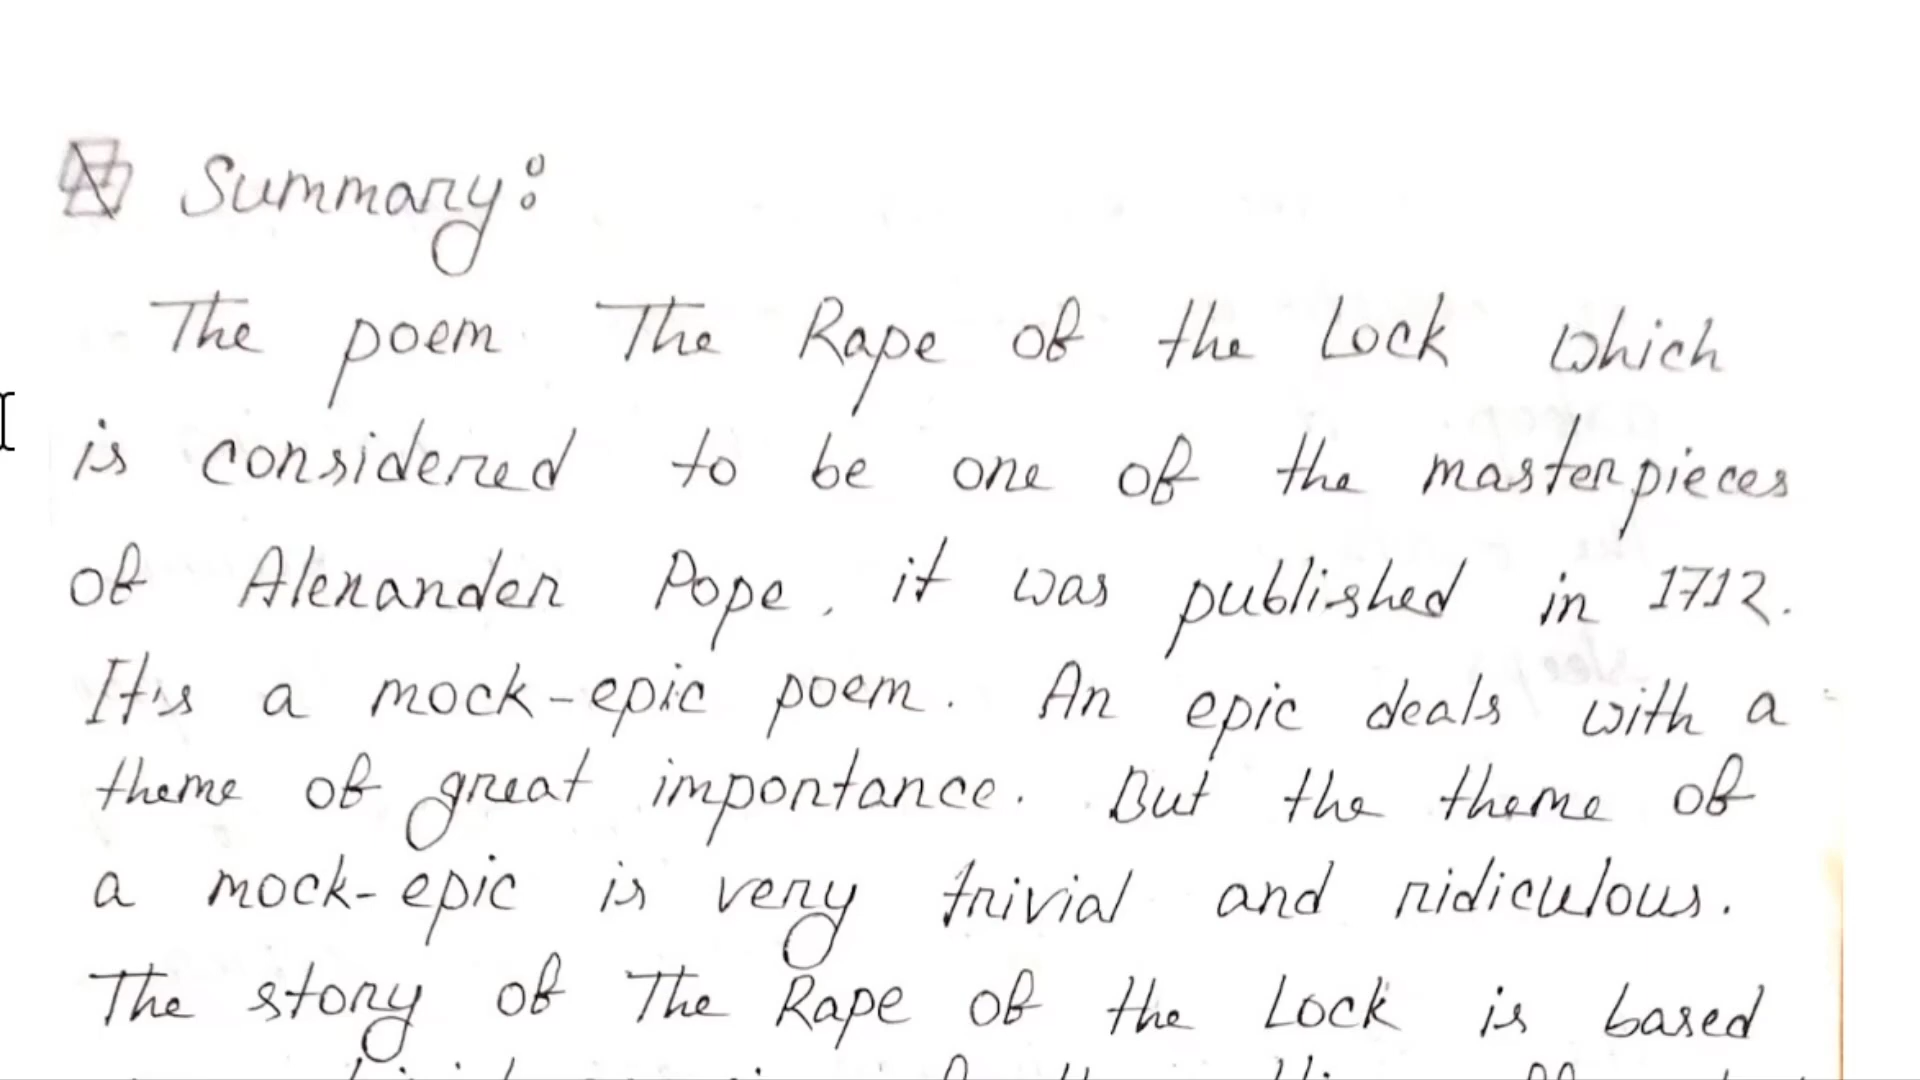 Summary:
The poem The Rape of the Lock which
is considered to be one of the masterpieces
of Alexander Pope, it was published in 1712.
It is a mock-epic poem. An epic deals with a
theme of great importance. But the theme of
a mock-epic is very trivial and ridiculous.
The story of The Rape of the Lock is based